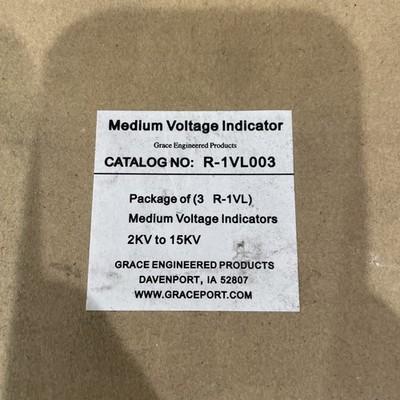 Medium Voltage Indicator
Grace Engineered Products
CATALOG NO: R-1VL003
Package of (3 R-1VL)
Medium Voltage Indicators
2KV to 15KV
GRACE ENGINEERED PRODUCTS
DAVENPORT, IA 52807
WWW.GRACEPORT.COM